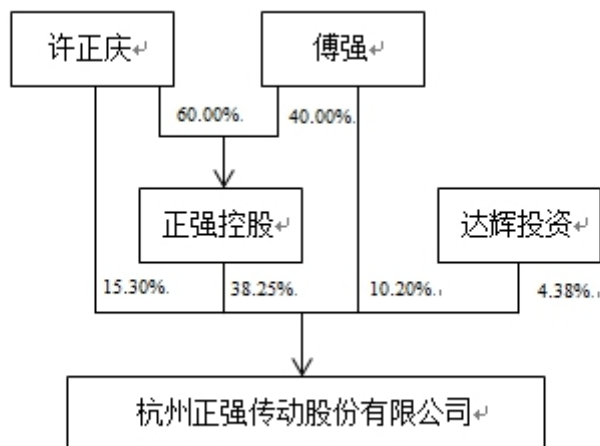 许正庆
傅强
60.00%.
40.00%.
正强控股
达辉投资
15.30%.
38.25%.
10.20%.
4.38%.
杭州正强传动股份有限公司